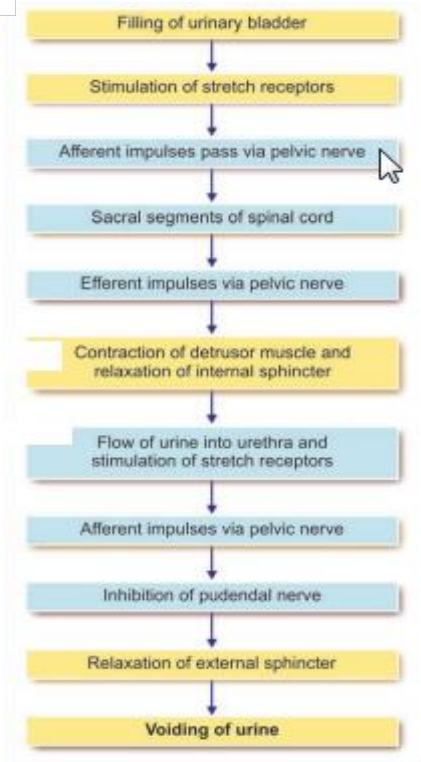 Filling of urinary bladder
Stimulation of stretch receptors
Afferent impulses pass via pelvic nerve
Sacral segments of spinal cord
Efferent impulses via pelvic nerve
Contraction of detrusor muscle and
relaxation of internal sphincter
Flow of urine into urethra and
stimulation of stretch receptors
Afferent impulses via pelvic nerve
Inhibition of pudendal nerve
Relaxation of external sphincter
Voiding of urine